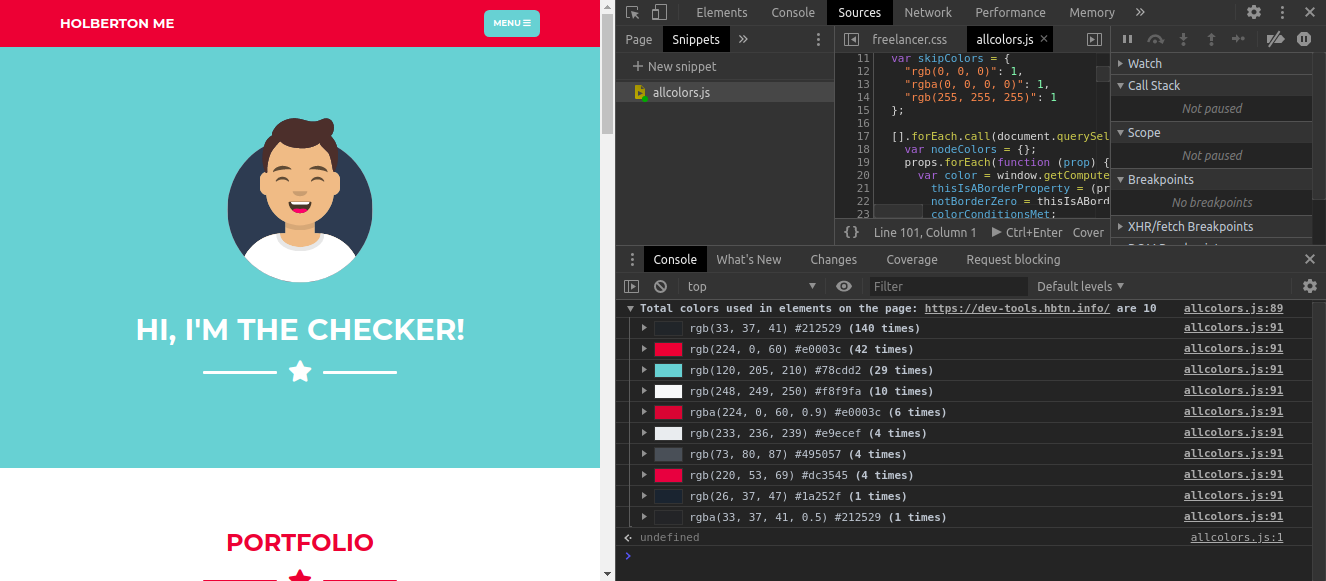 HOLBERTON ME
MENU
HI, I'M THE CHECKER!
PORTFOLIO
Elements Console Sources Network Performance Memory »
Page Snippets »
freelancer.css allcolors.js ×
+ New snippet
allcolors.js
11 var skipColors = {
12 "rgb(0, 0, 0)": 1,
13 "rgba(0, 0, 0, 0)": 1,
14 "rgb(255, 255, 255)": 1
15 };
16
17 [].forEach.call(document.querySel
18 var nodeColors = {};
19 props.forEach(function (prop) {
20 var color = window.getCompute
21 thisIsABorderProperty = (pr
22 notBorderZero = thisIsABord
23 colorConditionsMet;
{} Line 101, Column 1 Ctrl+Enter Cover
Watch
Call Stack
Not paused
Scope
Not paused
Breakpoints
No breakpoints
XHR/fetch Breakpoints
Console What's New Changes Coverage Request blocking
top Filter Default levels
Total colors used in elements on the page: https://dev-tools.hbtn.info/ are 10 allcolors.js:89
rgb(33, 37, 41) #212529 (140 times) allcolors.js:91
rgb(224, 0, 60) #e0003c (42 times) allcolors.js:91
rgb(120, 205, 210) #78cdd2 (29 times) allcolors.js:91
rgb(248, 249, 250) #f8f9fa (10 times) allcolors.js:91
rgba(224, 0, 60, 0.9) #e0003c (6 times) allcolors.js:91
rgb(233, 236, 239) #e9ecef (4 times) allcolors.js:91
rgb(73, 80, 87) #495057 (4 times) allcolors.js:91
rgb(220, 53, 69) #dc3545 (4 times) allcolors.js:91
rgb(26, 37, 47) #1a252f (1 times) allcolors.js:91
rgba(33, 37, 41, 0.5) #212529 (1 times) allcolors.js:91
undefined allcolors.js:1